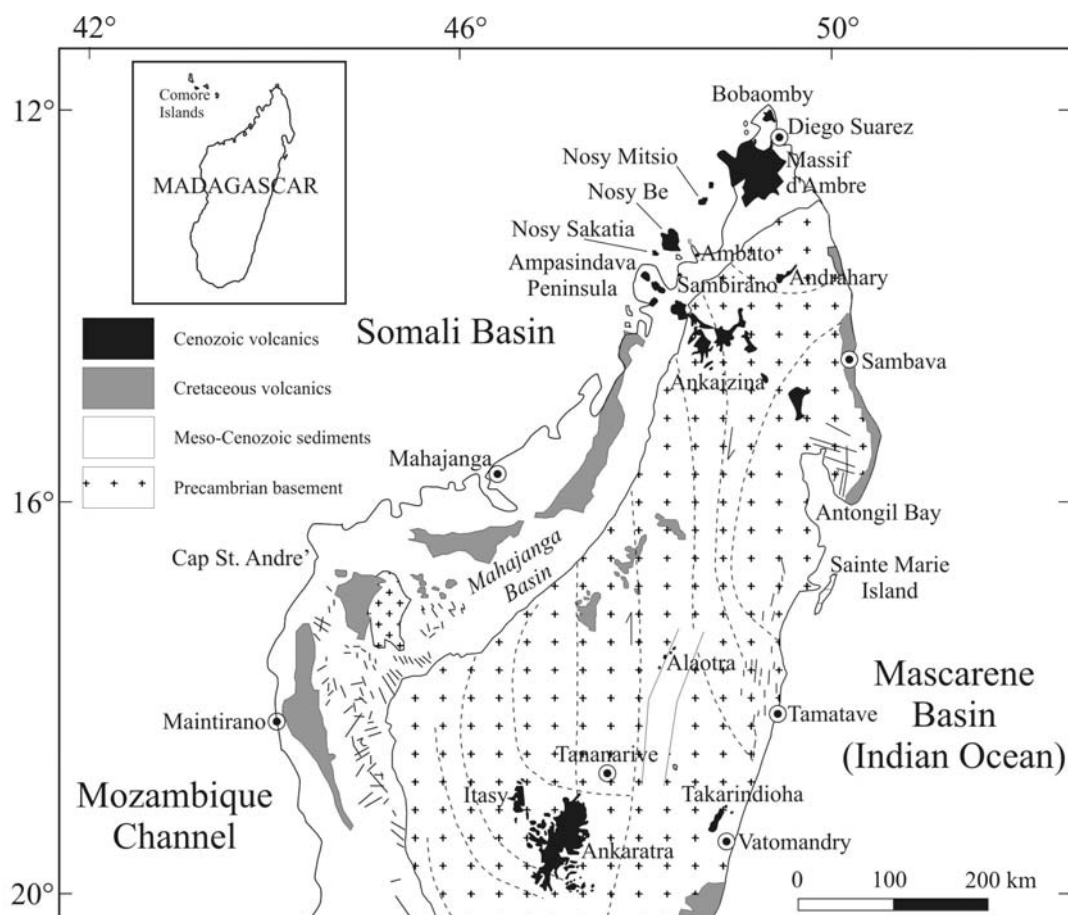 42
46
50
12°
16°
20°
Comore
Islands
MADAGASCAR
Bobaomby
Diego Suarez
Nosy Mitsio
Massif
d'Ambre
Nosy Be
Nosy Sakatia
Ambato
Ampasindava
Peninsula
Sambirano
Andrahary
Somali Basin
Cenozoic volcanics
Cretaceous volcanics
Meso-Cenozoic sediments
Precambrian basement
Ankaizina
Sambava
Mahajanga
Antongil Bay
Cap St. Andre’
Mahajanga
Basin
Sainte Marie
Island
Alaotra
Mascarene
Basin
(Indian Ocean)
Maintirano
Tamatave
Tananarive
Mozambique
Channel
Itasy
Takarindioha
Ankaratra
Vatomandry
0
100
200 km